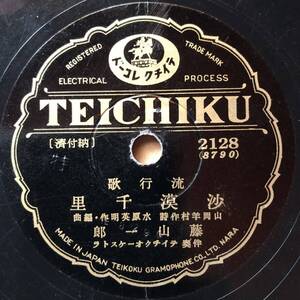 REGISTERED TRADE MARK
テイチクレコード
ELECTRICAL PROCESS
TEICHIKU
〔濟付納〕
2128
(8790)
歌行流
里千漠沙
曲編・作明英原水 詩作村羊岡山
郎一山藤
ラトスケーオクチイテ 奏伴
MADE IN JAPAN TEIKOKU GRAMOPHONE CO., LTD. NARA